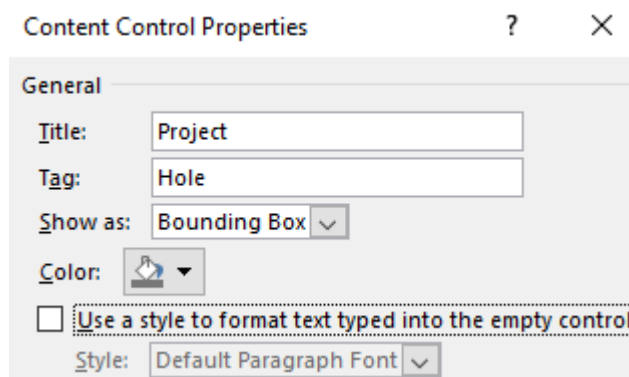 Content Control Properties ? ✕
General
Title: Project
Tag: Hole
Show as: Bounding Box
Color:
Use a style to format text typed into the empty control
Style: Default Paragraph Font